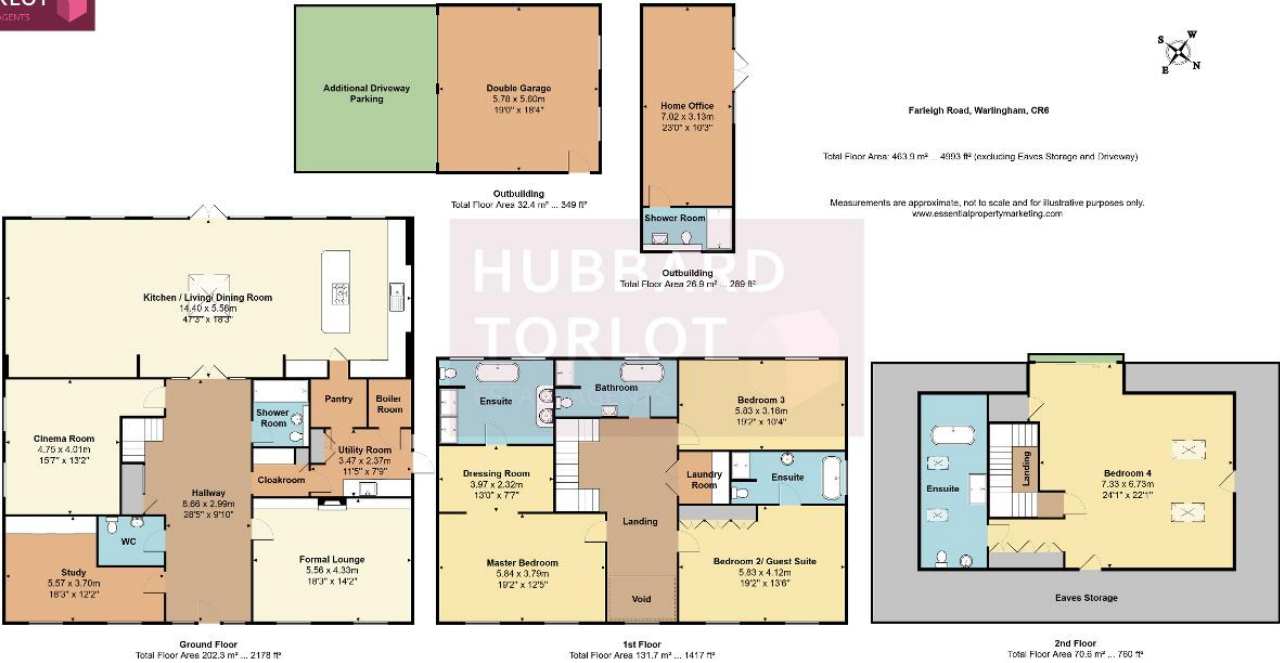 RLOT
AGENTS
Additional Driveway
Parking
Double Garage
5.78 x 5.60m
19'0" x 18'4"
Outbuilding
Total Floor Area 32.4 m² ... 349 ft²
Home Office
7.02 x 3.13m
23'0" x 10'3"
Shower Room
Outbuilding
Total Floor Area 26.9 m² ... 289 ft²
S W
E N
Farleigh Road, Warlingham, CR6
Total Floor Area: 463.9 m² ... 4993 ft² (excluding Eaves Storage and Driveway)
Measurements are approximate, not to scale and for illustrative purposes only.
www.essentialpropertymarketing.com
HUBBARD
TORLOT
Kitchen / Living/ Dining Room
14.40 x 5.56m
47'3" x 18'3"
Cinema Room
4.75 x 4.01m
15'7" x 13'2"
Hallway
8.66 x 2.99m
28'5" x 9'10"
Shower
Room
Pantry
Boiler
Room
Utility Room
3.47 x 2.37m
11'5" x 7'9"
Cloakroom
WC
Study
5.57 x 3.70m
18'3" x 12'2"
Formal Lounge
5.56 x 4.33m
18'3" x 14'2"
Ground Floor
Total Floor Area 202.3 m² ... 2178 ft²
Ensuite
Bathroom
Bedroom 3
5.83 x 3.16m
19'2" x 10'4"
Dressing Room
3.97 x 2.32m
13'0" x 7'7"
Laundry
Room
Ensuite
Landing
Master Bedroom
5.84 x 3.79m
19'2" x 12'5"
Bedroom 2/ Guest Suite
5.83 x 4.12m
19'2" x 13'6"
Void
1st Floor
Total Floor Area 131.7 m² ... 1417 ft²
Ensuite
Landing
Bedroom 4
7.33 x 6.73m
24'1" x 22'1"
Eaves Storage
2nd Floor
Total Floor Area 70.6 m² ... 760 ft²